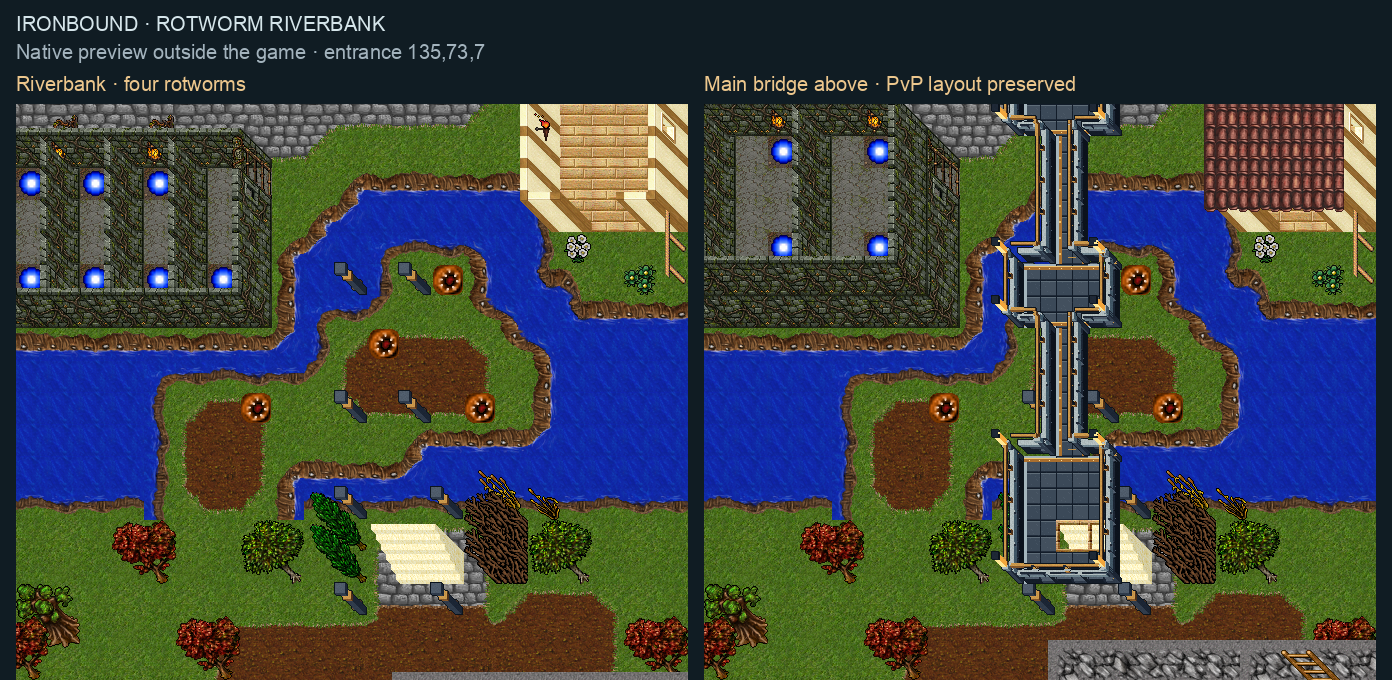 IRONBOUND · ROTWORM RIVERBANK
Native preview outside the game · entrance 135,73,7
Riverbank · four rotworms
Main bridge above · PvP layout preserved